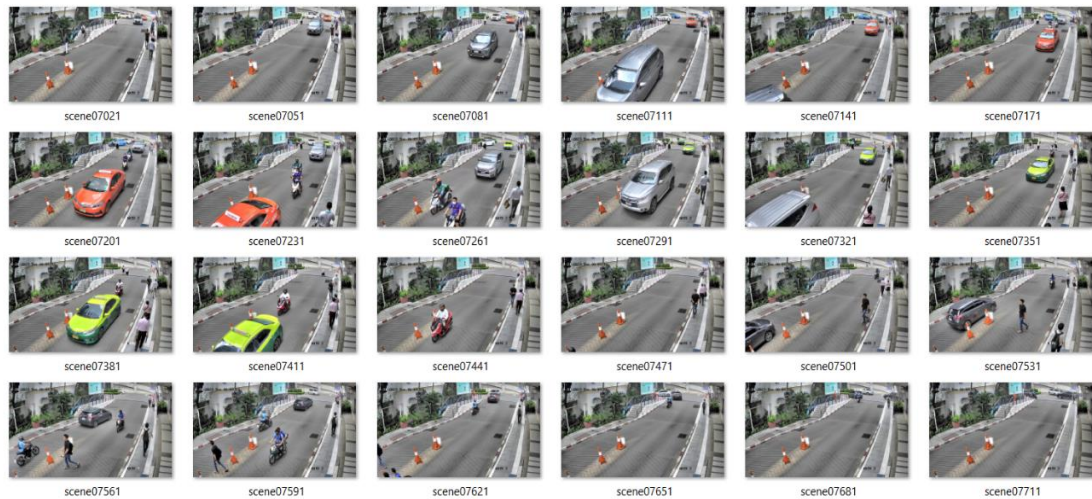 scene07021 scene07051 scene07081 scene07111 scene07141 scene07171
scene07201 scene07231 scene07261 scene07291 scene07321 scene07351
scene07381 scene07411 scene07441 scene07471 scene07501 scene07531
scene07561 scene07591 scene07621 scene07651 scene07681 scene07711